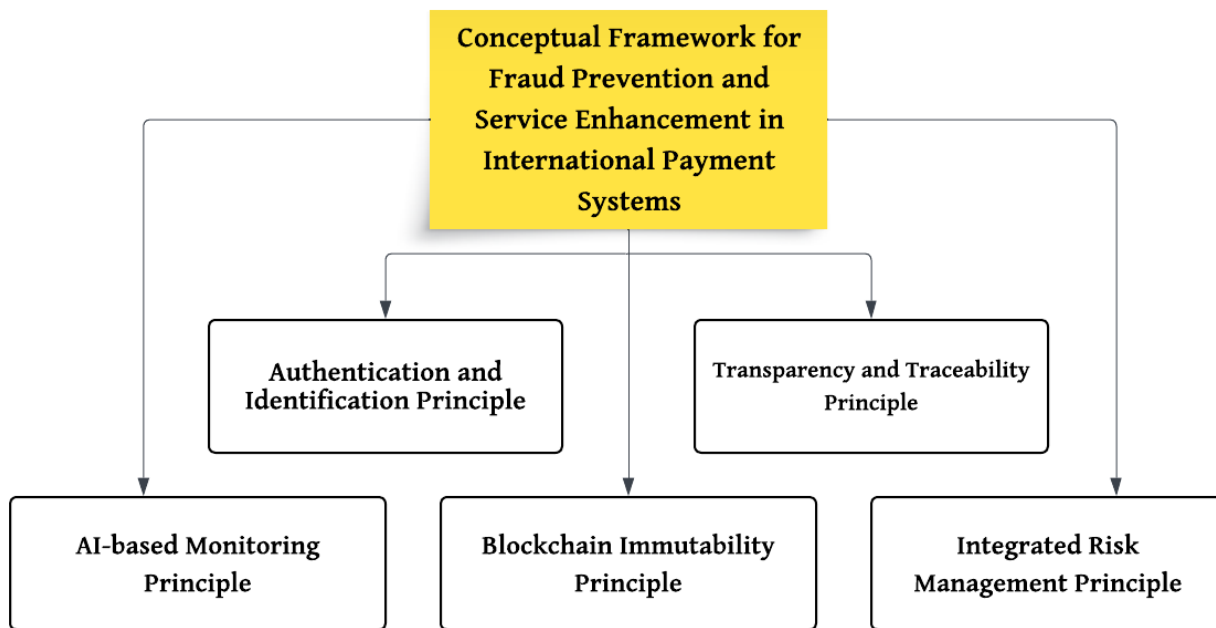 Conceptual Framework for
Fraud Prevention and
Service Enhancement in
International Payment
Systems
Authentication and
Identification Principle
Transparency and Traceability
Principle
AI-based Monitoring
Principle
Blockchain Immutability
Principle
Integrated Risk
Management Principle